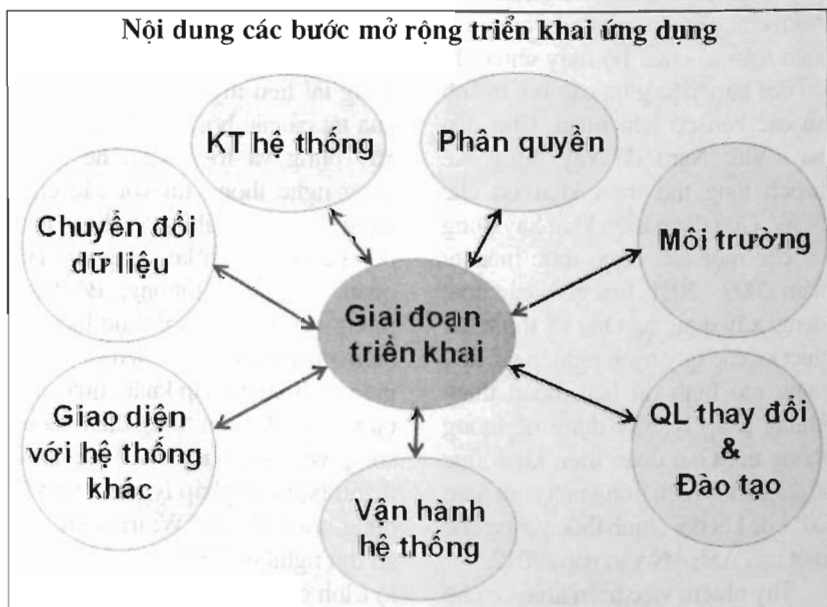 Nội dung các bước mở rộng triển khai ứng dụng
KT hệ thống
Phân quyền
Chuyển đổi
dữ liệu
Môi trường
Giai đoạn
triển khai
Giao diện
với hệ thống
khác
QL thay đổi
&
Đào tạo
Vận hành
hệ thống